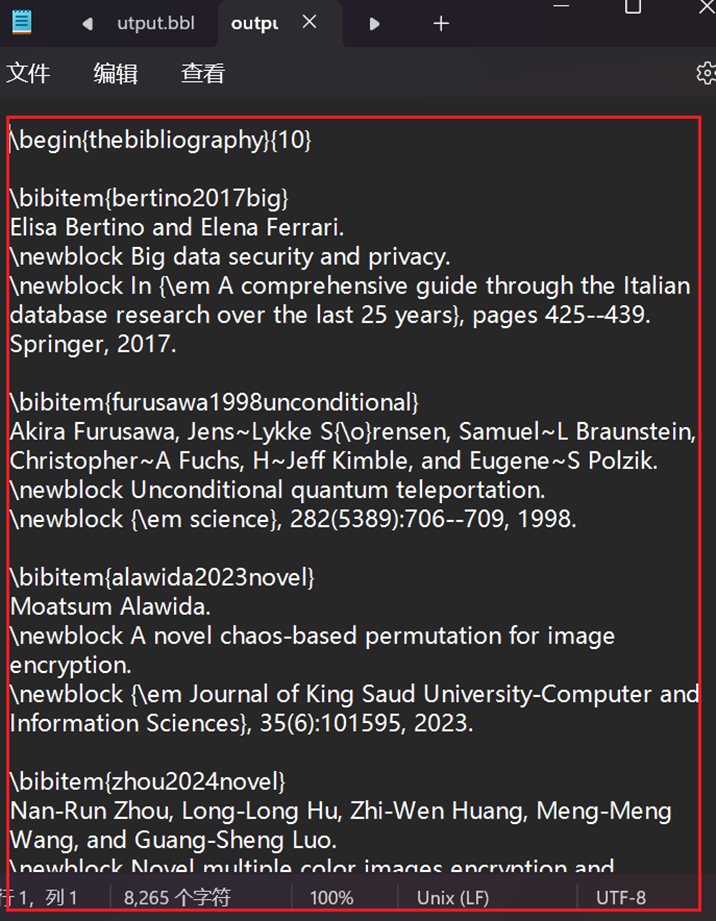 utput.bbl
outpu
文件
编辑
查看
\begin{thebibliography}{10}
\bibitem{bertino2017big}
Elisa Bertino and Elena Ferrari.
\newblock Big data security and privacy.
\newblock In {\em A comprehensive guide through the Italian
database research over the last 25 years}, pages 425--439.
Springer, 2017.
\bibitem{furusawa1998unconditional}
Akira Furusawa, Jens~Lykke S{\o}rensen, Samuel~L Braunstein,
Christopher~A Fuchs, H~Jeff Kimble, and Eugene~S Polzik.
\newblock Unconditional quantum teleportation.
\newblock {\em science}, 282(5389):706--709, 1998.
\bibitem{alawida2023novel}
Moatsum Alawida.
\newblock A novel chaos-based permutation for image
encryption.
\newblock {\em Journal of King Saud University-Computer and
Information Sciences}, 35(6):101595, 2023.
\bibitem{zhou2024novel}
Nan-Run Zhou, Long-Long Hu, Zhi-Wen Huang, Meng-Meng
Wang, and Guang-Sheng Luo.
\newblock Novel multiple color images encryption and
行 1，列 1
8,265 个字符
100%
Unix (LF)
UTF-8